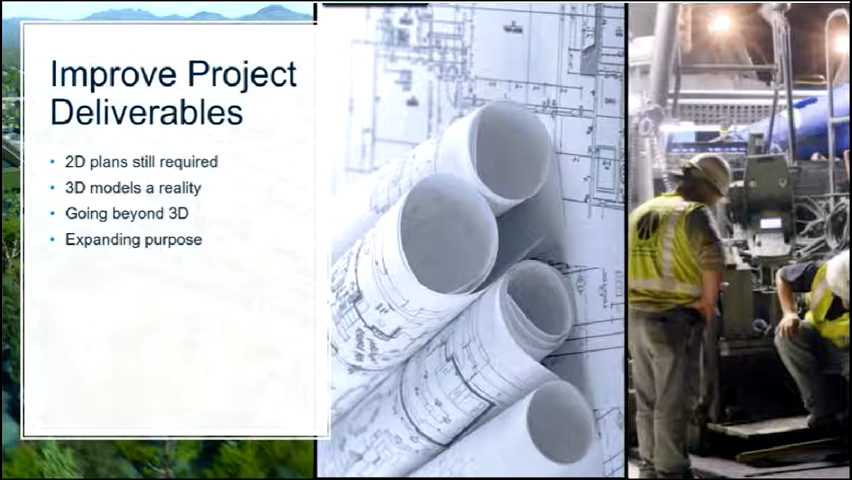 Improve Project
Deliverables
• 2D plans still required
• 3D models a reality
• Going beyond 3D
• Expanding purpose